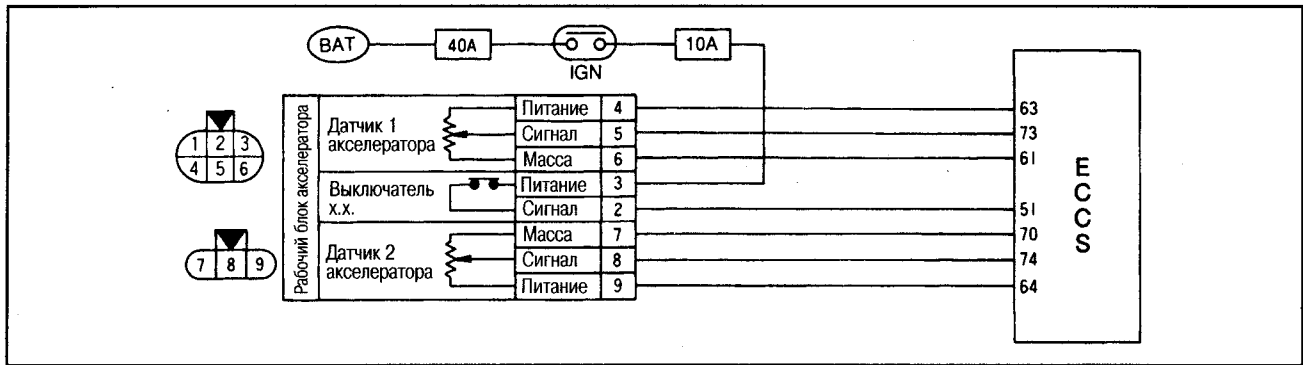 BAT
40A
IGN
10A
1 2 3
4 5 6
7 8 9
Рабочий блок акселератора
Датчик 1
акселератора
Питание 4 63
Сигнал 5 73
Масса 6 61
Выключатель
х.х.
Питание 3
Сигнал 2 51
Датчик 2
акселератора
Масса 7 70
Сигнал 8 74
Питание 9 64
ECCS